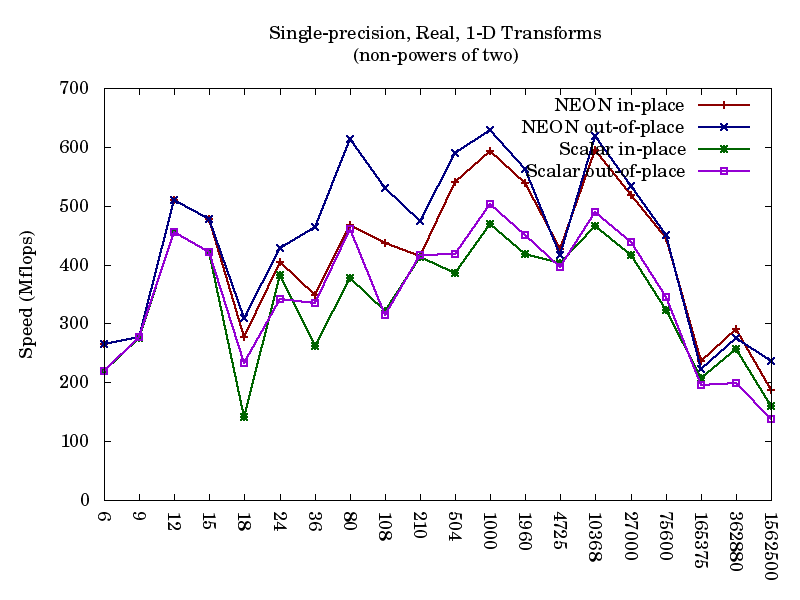 Single-precision, Real, 1-D Transforms
(non-powers of two)
NEON in-place
NEON out-of-place
Scalar in-place
Scalar out-of-place
Speed (Mflops)
700
600
500
400
300
200
100
0
6 9 12 15 18 24 36 80 108 210 504 1000 1960 4725 10368 27000 75600 165375 362880 1562500